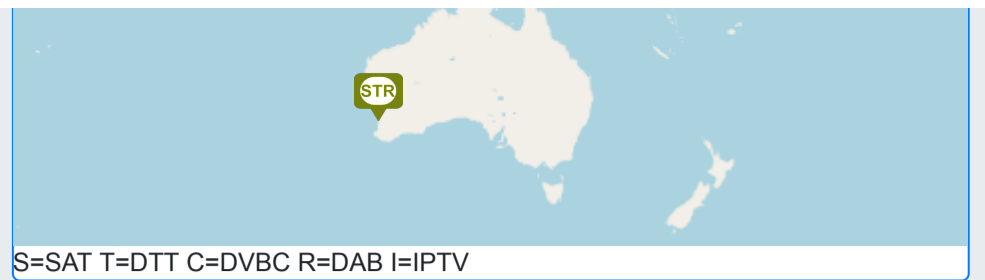 STR
S=SAT T=DTT C=DVBC R=DAB I=IPTV